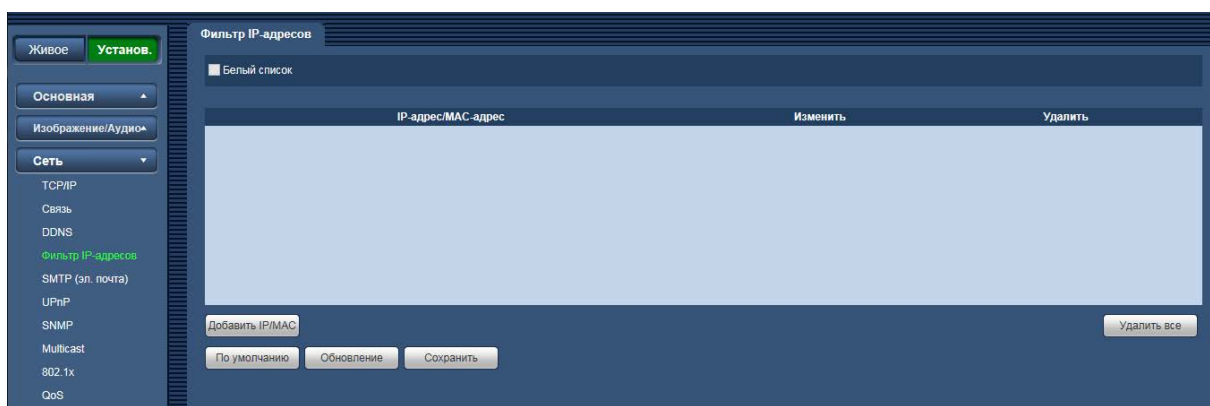 Живое Установ.
Основная
Изображение/Аудио
Сеть
TCP/IP
Связь
DDNS
Фильтр IP-адресов
SMTP (эл. почта)
UPnP
SNMP
Multicast
802.1x
QoS
Фильтр IP-адресов
Белый список
IP-адрес/MAC-адрес Изменить Удалить
Добавить IP/MAC Удалить все
По умолчанию Обновление Сохранить